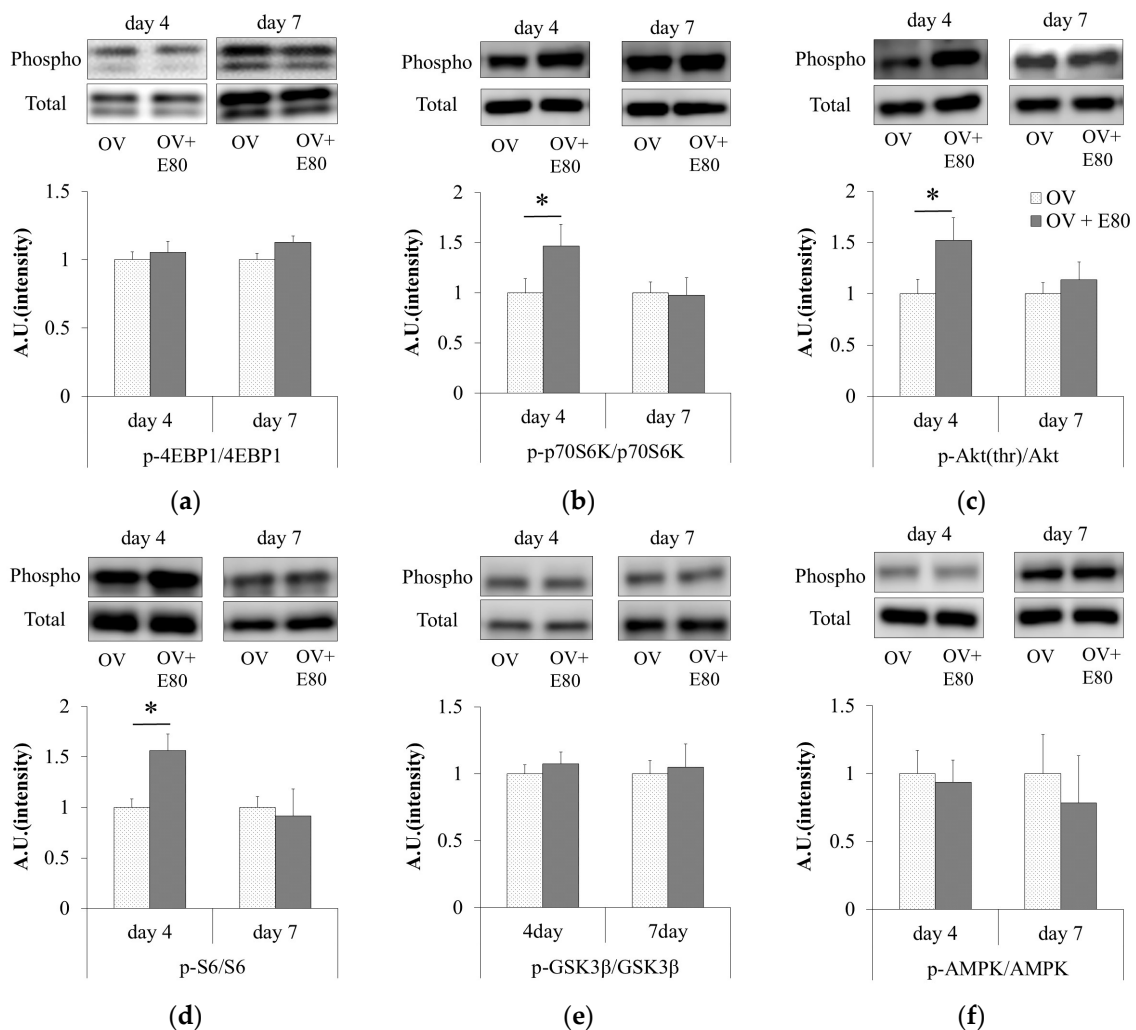 day 4 day 7
Phospho
Total
OV OV+ E80 OV OV+ E80
1.5
1
0.5
0
A.U.(intensity)
day 4 day 7
p-4EBP1/4EBP1
(a)
day 4 day 7
Phospho
Total
OV OV+ E80 OV OV+ E80
2
1.5
1
0.5
0
A.U.(intensity)
*
day 4 day 7
p-p70S6K/p70S6K
(b)
day 4 day 7
Phospho
Total
OV OV+ E80 OV OV+ E80
2
1.5
1
0.5
0
A.U.(intensity)
*
OV
OV + E80
day 4 day 7
p-Akt(thr)/Akt
(c)
day 4 day 7
Phospho
Total
OV OV+ E80 OV OV+ E80
2
1.5
1
0.5
0
A.U.(intensity)
*
day 4 day 7
p-S6/S6
(d)
day 4 day 7
Phospho
Total
OV OV+ E80 OV OV+ E80
1.5
1
0.5
0
A.U.(intensity)
4day 7day
p-GSK3β/GSK3β
(e)
day 4 day 7
Phospho
Total
OV OV+ E80 OV OV+ E80
1.5
1
0.5
0
A.U.(intensity)
day 4 day 7
p-AMPK/AMPK
(f)